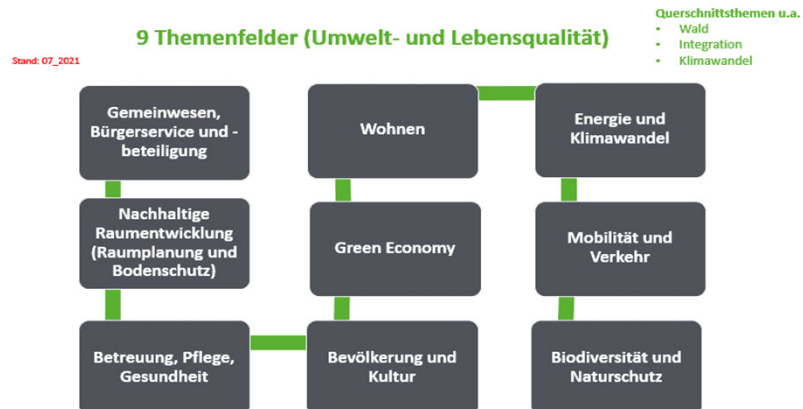 9 Themenfelder (Umwelt- und Lebensqualität)
Querschnittsthemen u.a.
• Wald
• Integration
• Klimawandel
Stand: 07_2021
Gemeinwesen,
Bürgerservice und -
beteiligung
Nachhaltige
Raumentwicklung
(Raumplanung und
Bodenschutz)
Betreuung, Pflege,
Gesundheit
Bevölkerung und
Kultur
Green Economy
Wohnen
Energie und
Klimawandel
Mobilität und
Verkehr
Biodiversität und
Naturschutz